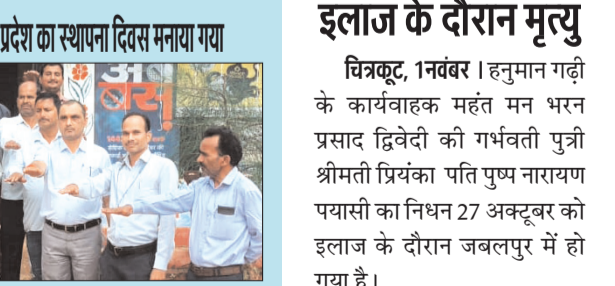 प्रदेश का स्थापना दिवस मनाया गया
बस
इलाज के दौरान मृत्यु
चित्रकूट, 1नवंबर । हनुमान गढ़ी
के कार्यवाहक महंत मन भरन
प्रसाद द्विवेदी की गर्भवती पुत्री
श्रीमती प्रियंका पति पुष्प नारायण
पयासी का निधन 27 अक्टूबर को
इलाज के दौरान जबलपुर में हो
गया है।